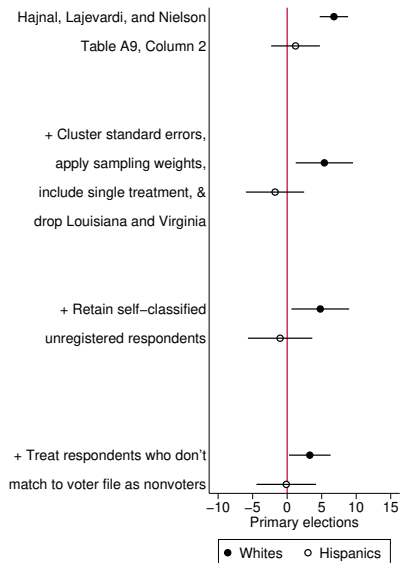 Hajnal, Lajevardi, and Nielson
Table A9, Column 2
+ Cluster standard errors,
apply sampling weights,
include single treatment, &
drop Louisiana and Virginia
+ Retain self−classified
unregistered respondents
+ Treat respondents who don't
match to voter file as nonvoters
−10 −5 0 5 10 15
Primary elections
Whites Hispanics